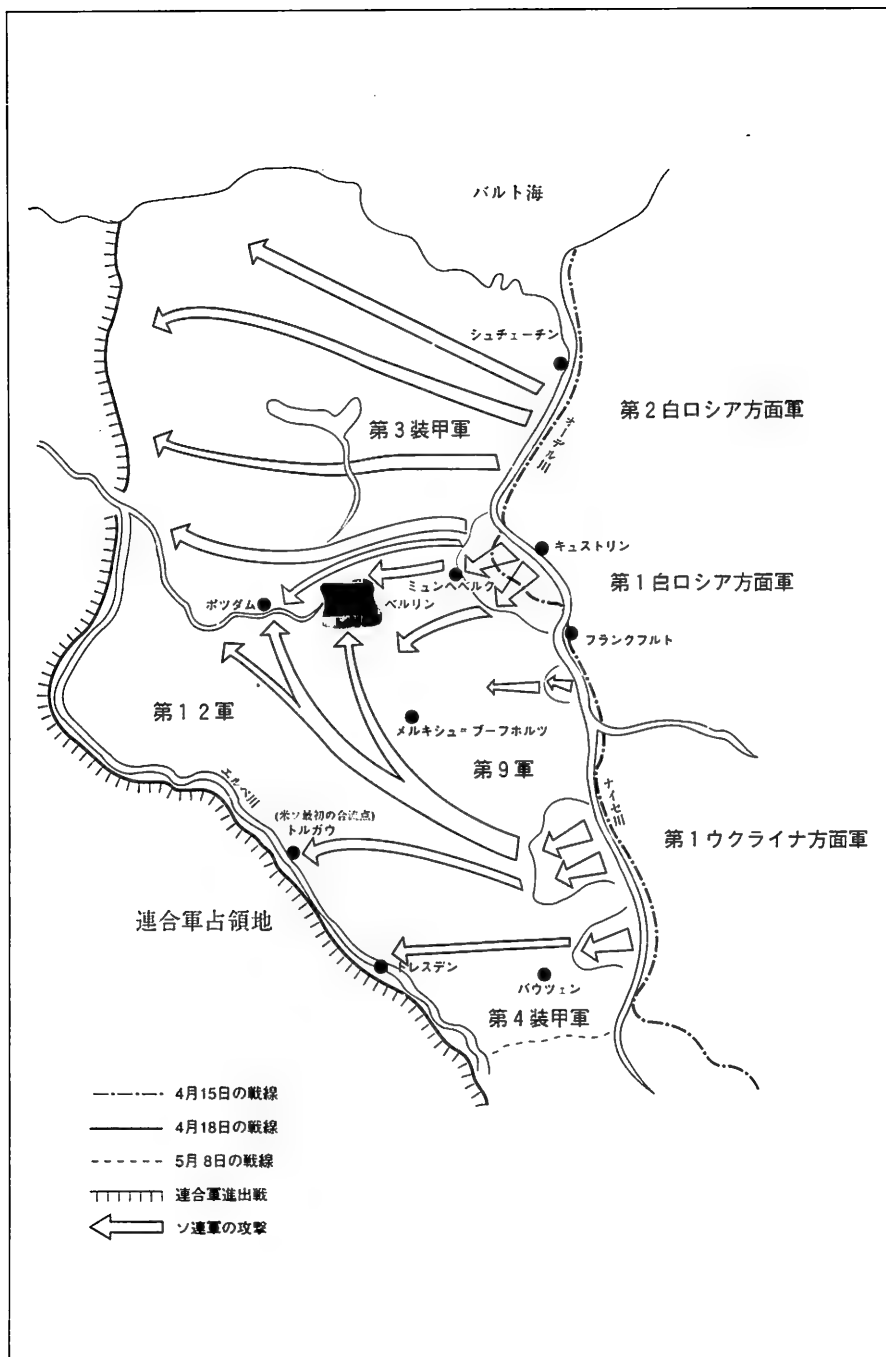 バルト海
シュチェーチン
第2白ロシア方面軍
オーデル川
第3装甲軍
キュストリン
第1白ロシア方面軍
ミュンヘベルク
ベルリン
ポツダム
フランクフルト
第12軍
メルキシュ＝ブーフホルツ
第9軍
ナイセ川
エルベ川
(米ソ最初の合流点)
トルガウ
第1ウクライナ方面軍
連合軍占領地
ドレスデン
バウツェン
第4装甲軍
4月15日の戦線
4月18日の戦線
5月8日の戦線
連合軍進出戦
ソ連軍の攻撃